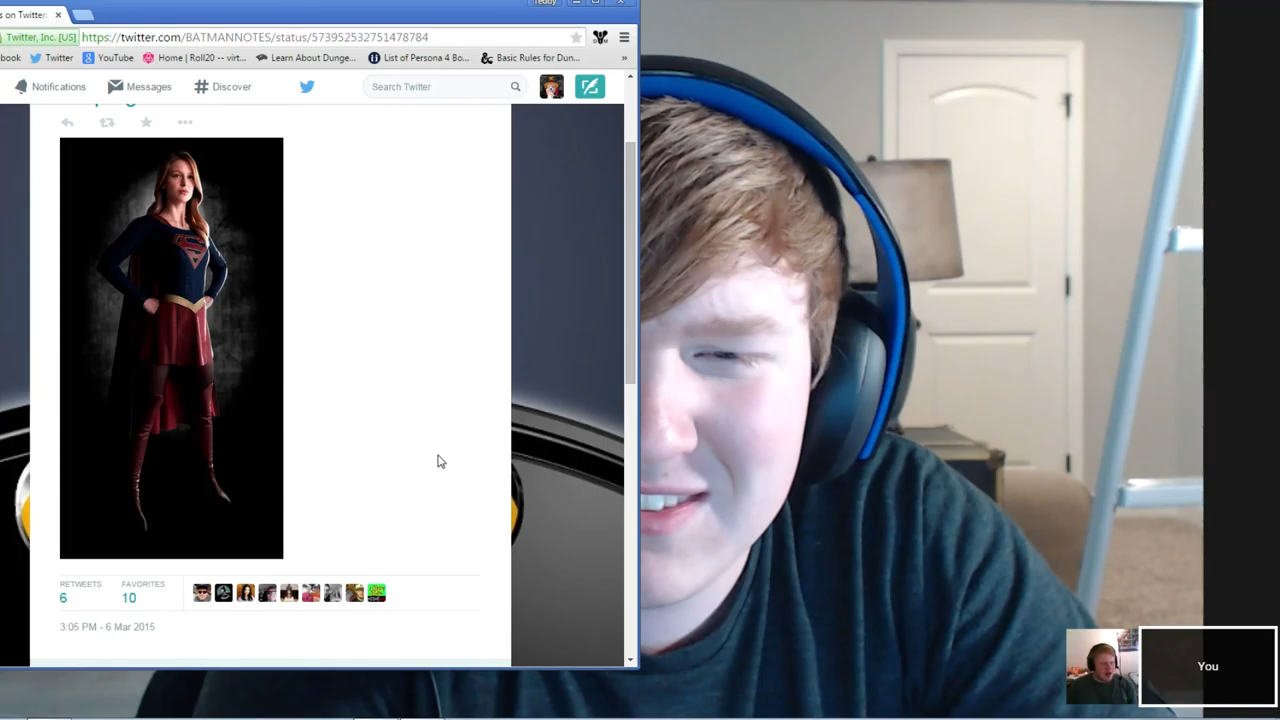 Teddy
s on Twitter: ×
Twitter, Inc. [US] https://twitter.com/BATMANNOTES/status/573952532751478784
book Twitter YouTube Home | Roll20 -- virt... Learn About Dunge... List of Persona 4 Bo... Basic Rules for Dun... »
Notifications Messages # Discover Search Twitter
RETWEETS FAVORITES
6 10
3:05 PM - 6 Mar 2015
You